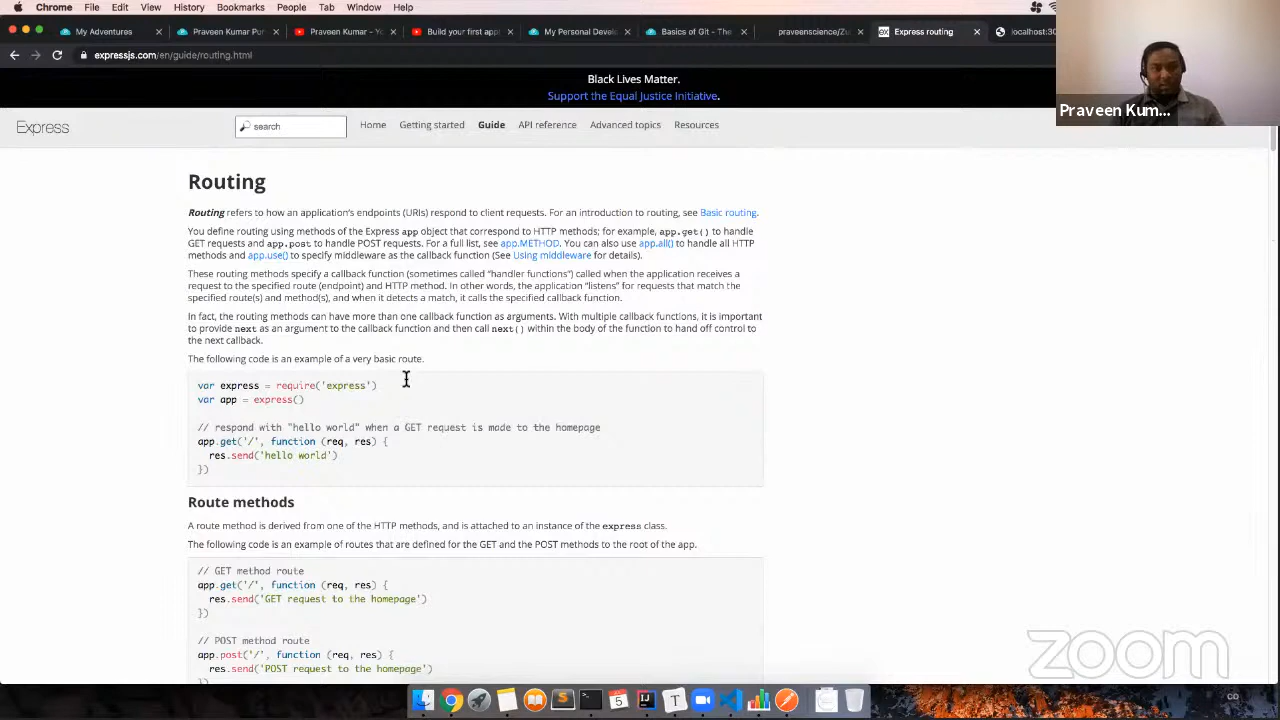 Chrome File Edit View History Bookmarks People Tab Window Help
My Adventures
Praveen Kumar Pur
Praveen Kumar - Yo
Build your first appl
My Personal Develo
Basics of Git - The
praveenscience/Zu
Express routing
localhost:30
expressjs.com/en/guide/routing.html
Praveen Kum...
Black Lives Matter.
Support the Equal Justice Initiative.
Express
search
Home Getting started Guide API reference Advanced topics Resources
Routing
Routing refers to how an application's endpoints (URIs) respond to client requests. For an introduction to routing, see Basic routing.
You define routing using methods of the Express app object that correspond to HTTP methods; for example, app.get() to handle
GET requests and app.post to handle POST requests. For a full list, see app.METHOD. You can also use app.all() to handle all HTTP
methods and app.use() to specify middleware as the callback function (See Using middleware for details).
These routing methods specify a callback function (sometimes called "handler functions") called when the application receives a
request to the specified route (endpoint) and HTTP method. In other words, the application "listens" for requests that match the
specified route(s) and method(s), and when it detects a match, it calls the specified callback function.
In fact, the routing methods can have more than one callback function as arguments. With multiple callback functions, it is important
to provide next as an argument to the callback function and then call next() within the body of the function to hand off control to
the next callback.
The following code is an example of a very basic route.
var express = require('express')
var app = express()
// respond with "hello world" when a GET request is made to the homepage
app.get('/', function (req, res) {
res.send('hello world')
})
Route methods
A route method is derived from one of the HTTP methods, and is attached to an instance of the express class.
The following code is an example of routes that are defined for the GET and the POST methods to the root of the app.
// GET method route
app.get('/', function (req, res) {
res.send('GET request to the homepage')
})
// POST method route
app.post('/', function (req, res) {
res.send('POST request to the homepage')
})
zoom
5